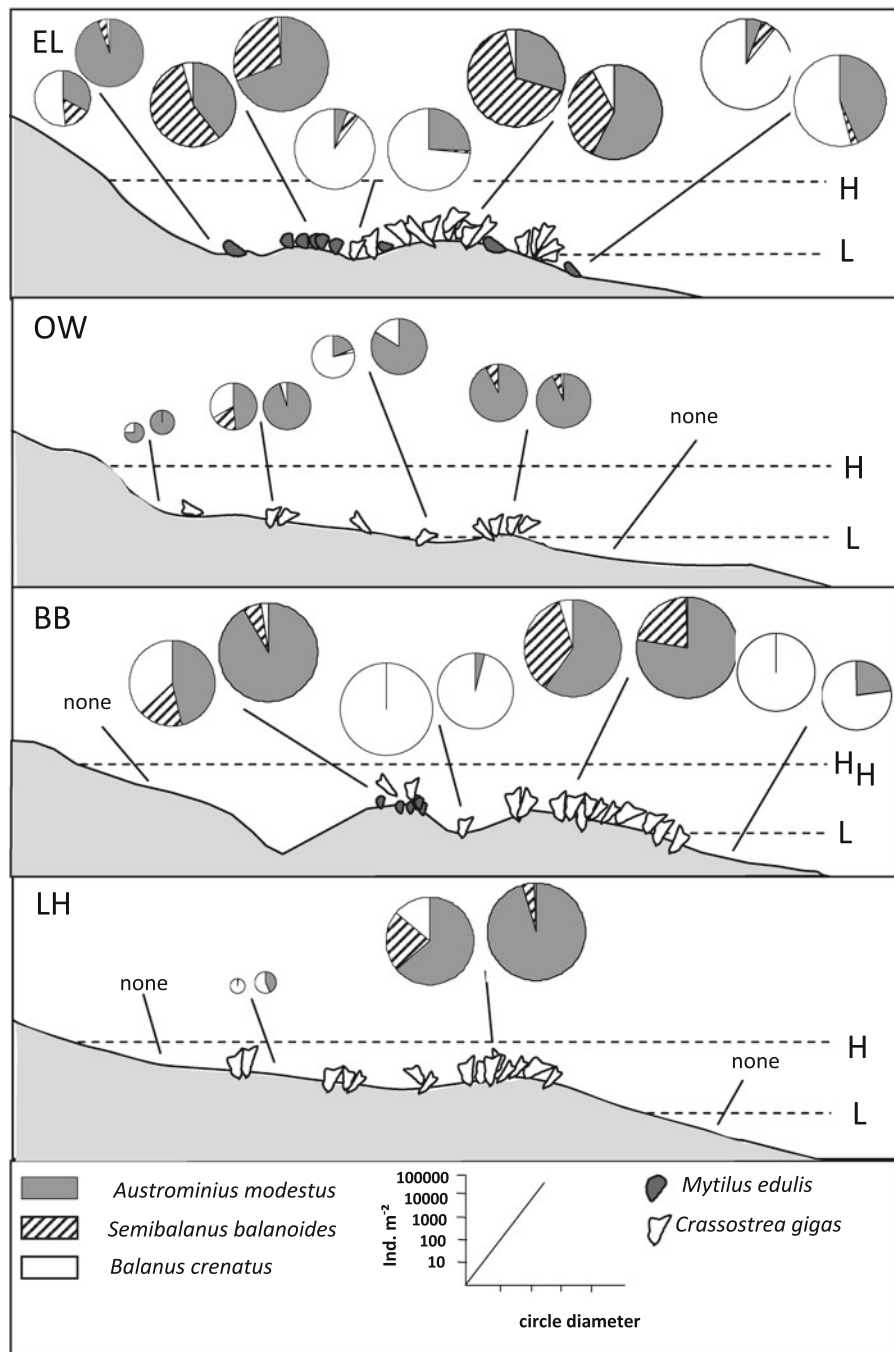 EL
H
L
OW
none
H
L
BB
none
H
H
L
LH
none
none
H
L
Austrominius modestus
Semibalanus balanoides
Balanus crenatus
Ind. m⁻²
100000
10000
1000
100
10
circle diameter
Mytilus edulis
Crassostrea gigas